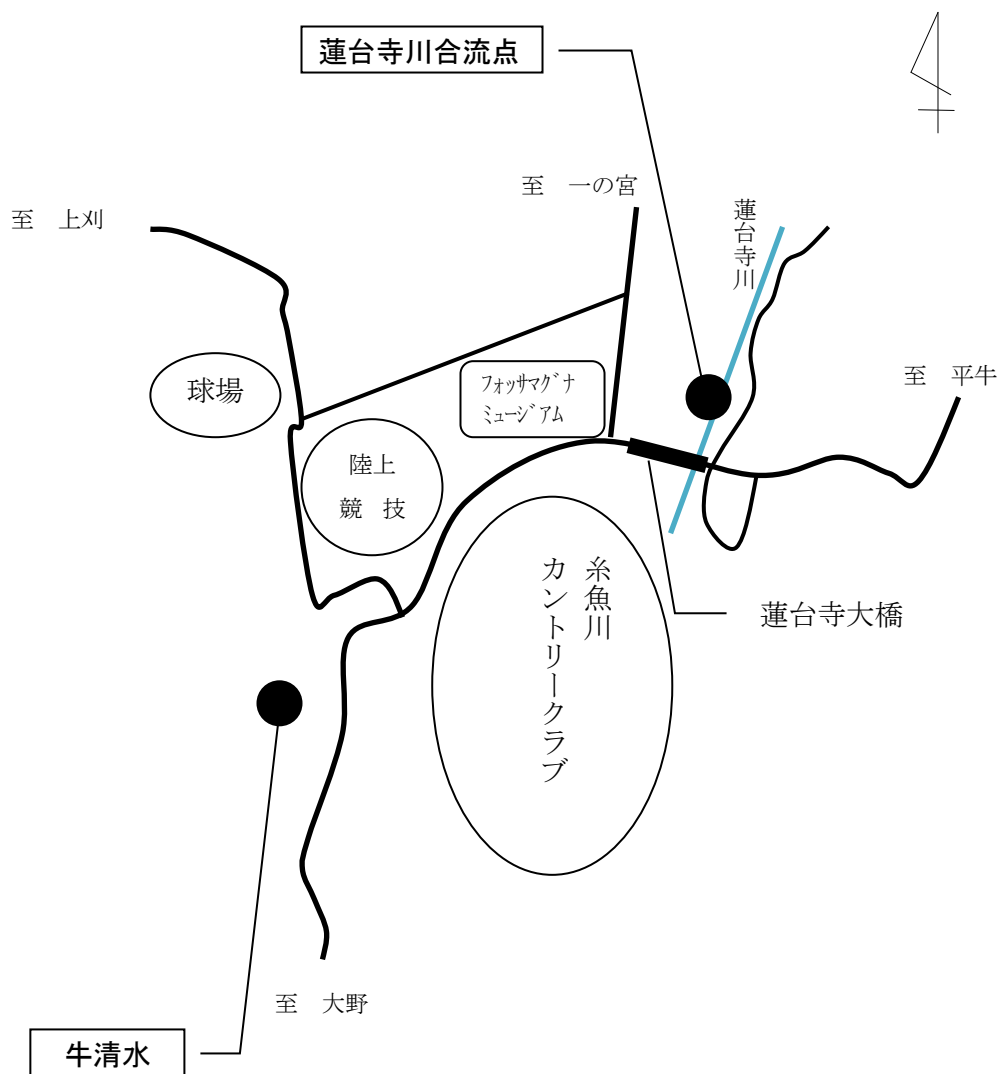 蓮台寺川合流点
至　一の宮
至　上刈
蓮台寺川
球場
フォッサマグナ
ミュージアム
至　平牛
陸上
競　技
糸魚川
カントリークラブ
蓮台寺大橋
至　大野
牛清水